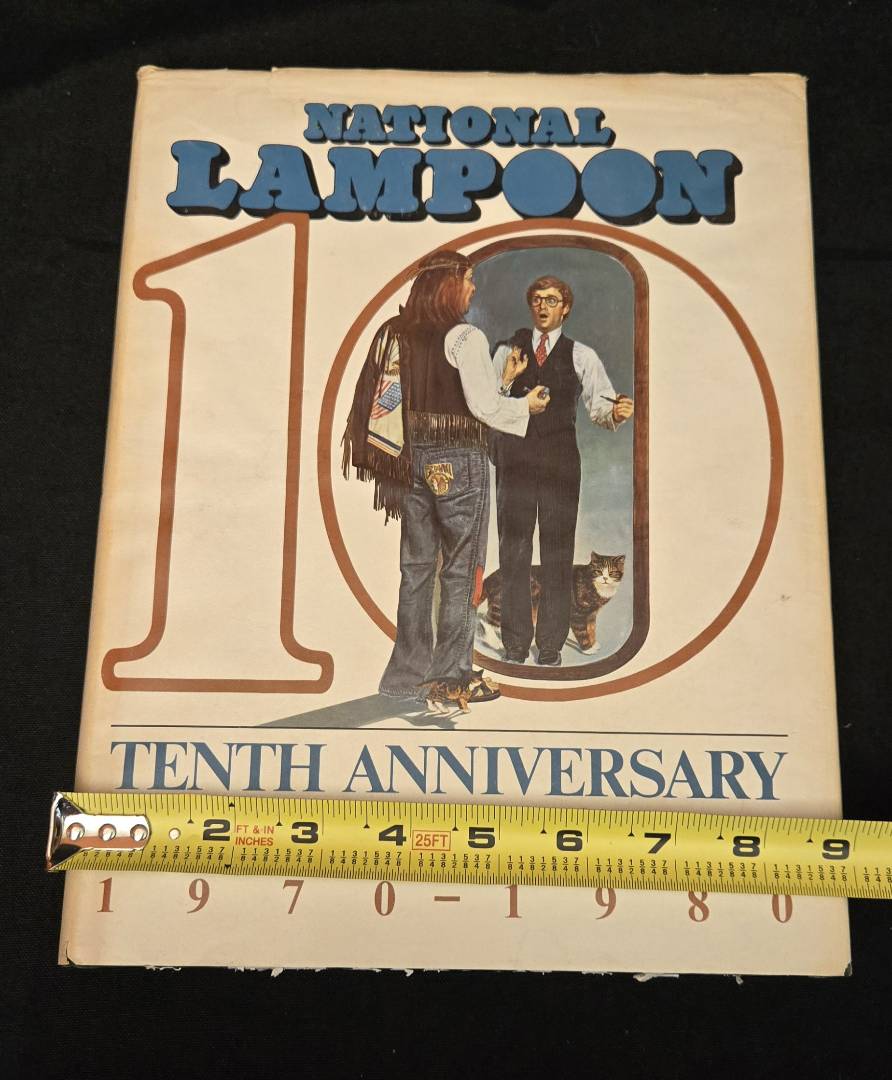 NATIONAL
LAMPOON
10
TENTH ANNIVERSARY
2 FT & IN INCHES 3 4 25FT 5 6 7 8 9
1970-1980